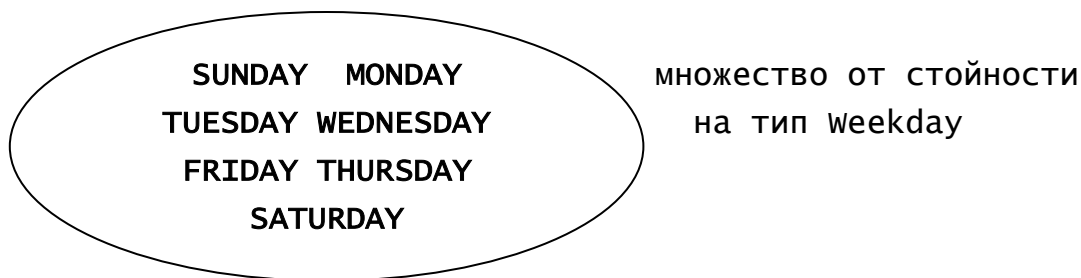 SUNDAY MONDAY множество от стойности
TUESDAY WEDNESDAY на тип Weekday
FRIDAY THURSDAY
SATURDAY